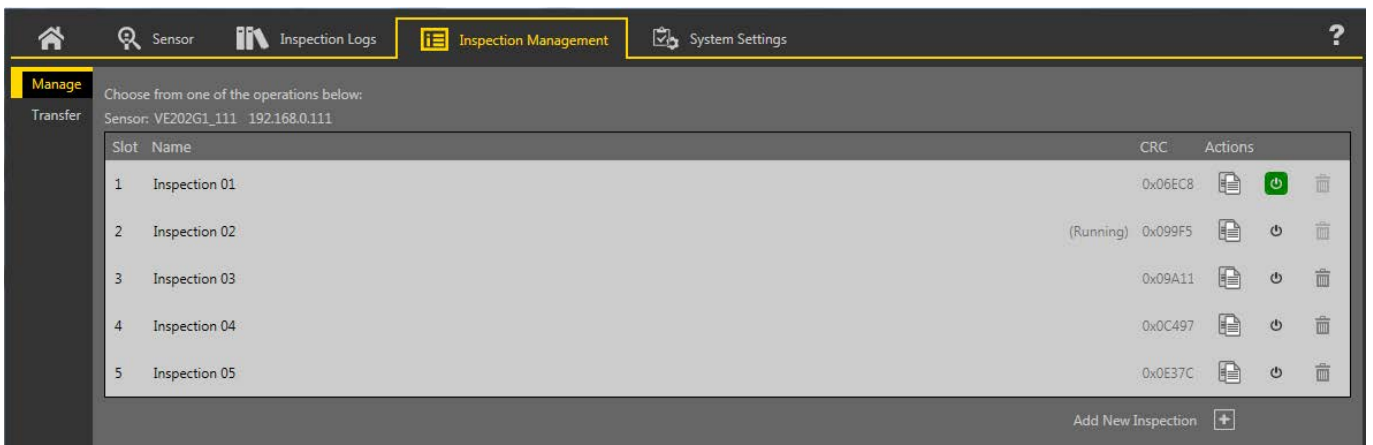 Sensor Inspection Logs Inspection Management System Settings ?
Manage
Transfer
Choose from one of the operations below:
Sensor: VE202G1_111 192.168.0.111
Slot Name CRC Actions
1 Inspection 01 0x06EC8
2 Inspection 02 (Running) 0x099F5
3 Inspection 03 0x09A11
4 Inspection 04 0x0C497
5 Inspection 05 0x0E37C
Add New Inspection +